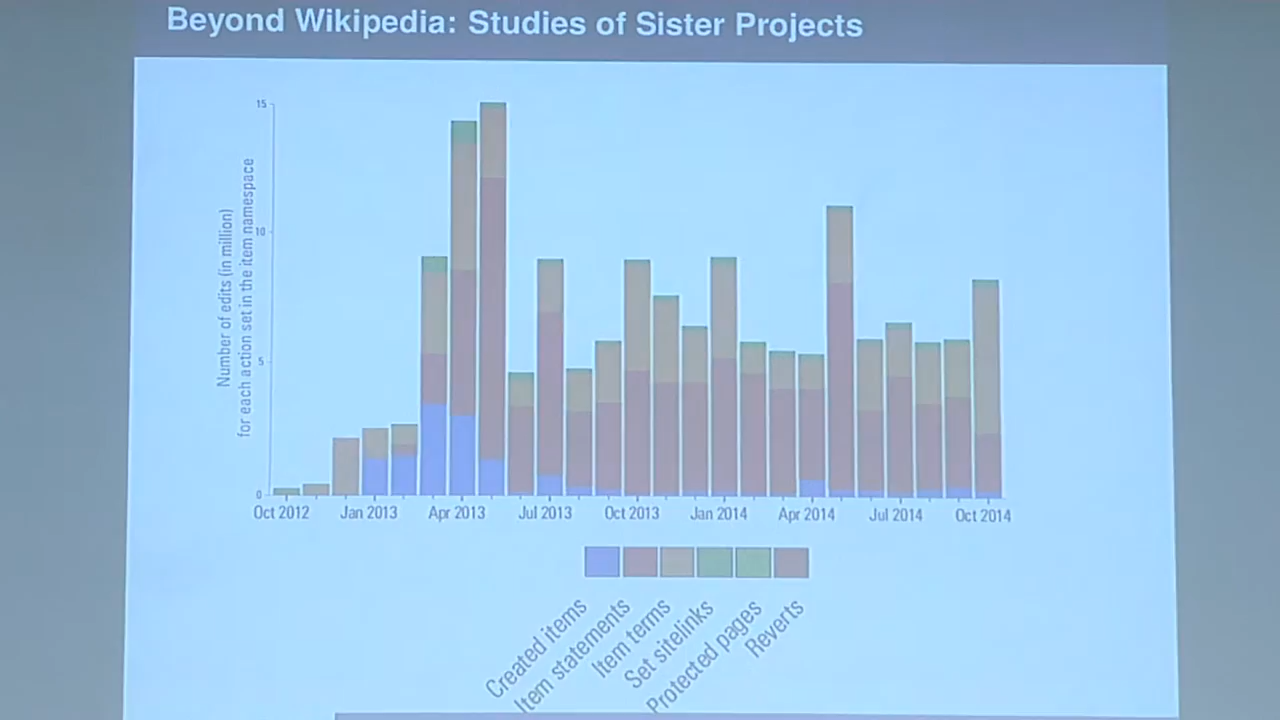 Beyond Wikipedia: Studies of Sister Projects
Number of edits (in million)
for each action set in the item namespace
15
10
5
0
Oct 2012
Jan 2013
Apr 2013
Jul 2013
Oct 2013
Jan 2014
Apr 2014
Jul 2014
Oct 2014
Created items
Item statements
Item terms
Set sitelinks
Protected pages
Reverts